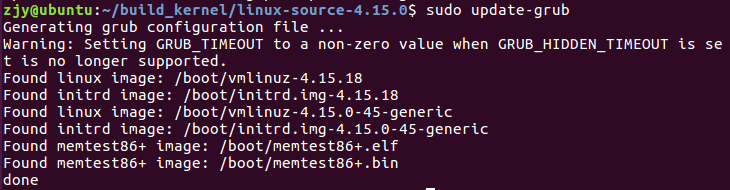 zjy@ubuntu:~/build_kernel/linux-source-4.15.0$ sudo update-grub
Generating grub configuration file ...
Warning: Setting GRUB_TIMEOUT to a non-zero value when GRUB_HIDDEN_TIMEOUT is se
t is no longer supported.
Found linux image: /boot/vmlinuz-4.15.18
Found initrd image: /boot/initrd.img-4.15.18
Found linux image: /boot/vmlinuz-4.15.0-45-generic
Found initrd image: /boot/initrd.img-4.15.0-45-generic
Found memtest86+ image: /boot/memtest86+.elf
Found memtest86+ image: /boot/memtest86+.bin
done